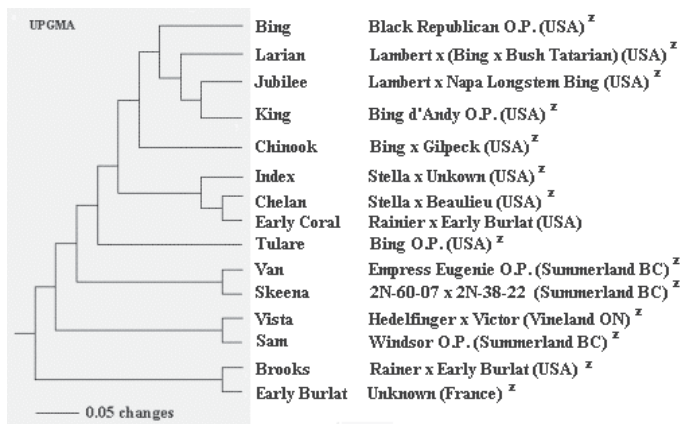 UPGMA
Bing Black Republican O.P. (USA) z
Larian Lambert x (Bing x Bush Tatarian) (USA) z
Jubilee Lambert x Napa Longstem Bing (USA) z
King Bing d'Andy O.P. (USA) z
Chinook Bing x Gilpeck (USA) z
Index Stella x Unkown (USA) z
Chelan Stella x Beaulieu (USA) z
Early Coral Rainier x Early Burlat (USA)
Tulare Bing O.P. (USA) z
Van Empress Eugenie O.P. (Summerland BC) z
Skeena 2N-60-07 x 2N-38-22 (Summerland BC) z
Vista Hedelfinger x Victor (Vineland ON) z
Sam Windsor O.P. (Summerland BC) z
Brooks Rainer x Early Burlat (USA) z
Early Burlat Unknown (France) z
0.05 changes